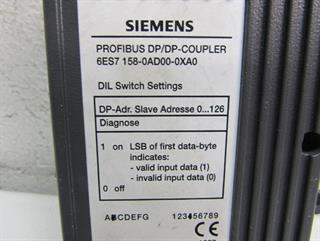 SIEMENS
PROFIBUS DP/DP-COUPLER
6ES7 158-0AD00-0XA0
DIL Switch Settings
DP-Adr. Slave Adresse 0...126
Diagnose
1 on LSB of first data-byte
indicates:
- valid input data (1)
- invalid input data (0)
0 off
ABCDEFG 123456789